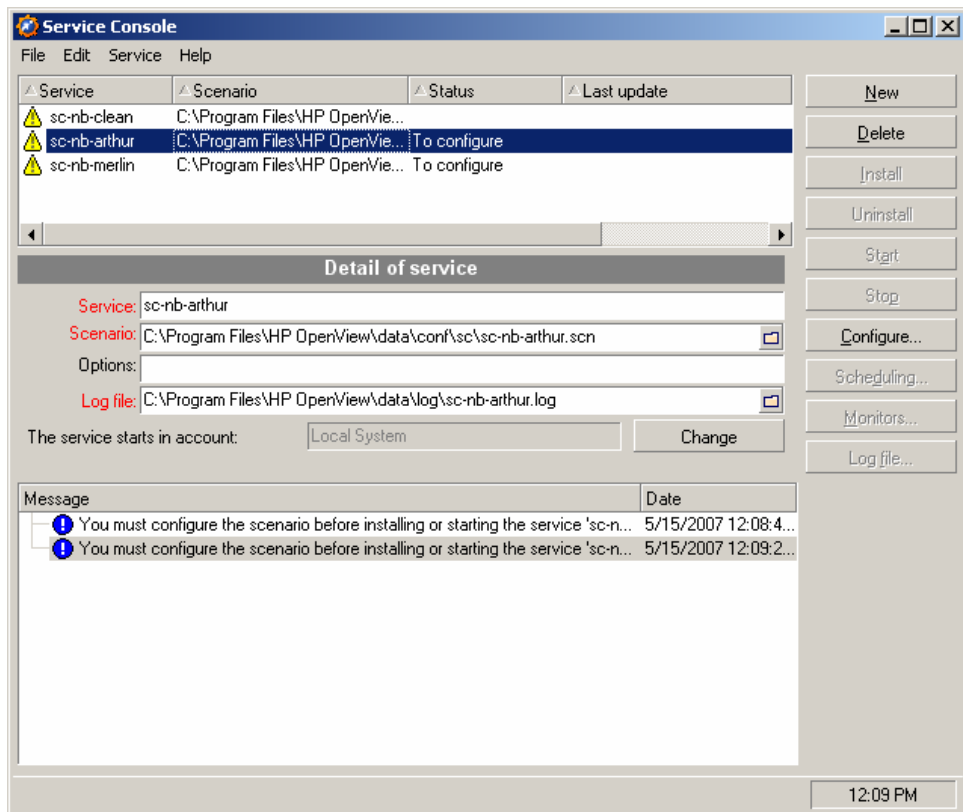 Service Console
File Edit Service Help
Service Scenario Status Last update
sc-nb-clean C:\Program Files\HP OpenVie...
sc-nb-arthur C:\Program Files\HP OpenVie... To configure
sc-nb-merlin C:\Program Files\HP OpenVie... To configure
New
Delete
Install
Uninstall
Start
Stop
Configure...
Scheduling...
Monitors...
Log file...
Detail of service
Service: sc-nb-arthur
Scenario: C:\Program Files\HP OpenView\data\conf\sc\sc-nb-arthur.scn
Options:
Log file: C:\Program Files\HP OpenView\data\log\sc-nb-arthur.log
The service starts in account: Local System Change
Message Date
You must configure the scenario before installing or starting the service 'sc-n... 5/15/2007 12:08:4...
You must configure the scenario before installing or starting the service 'sc-n... 5/15/2007 12:09:2...
12:09 PM